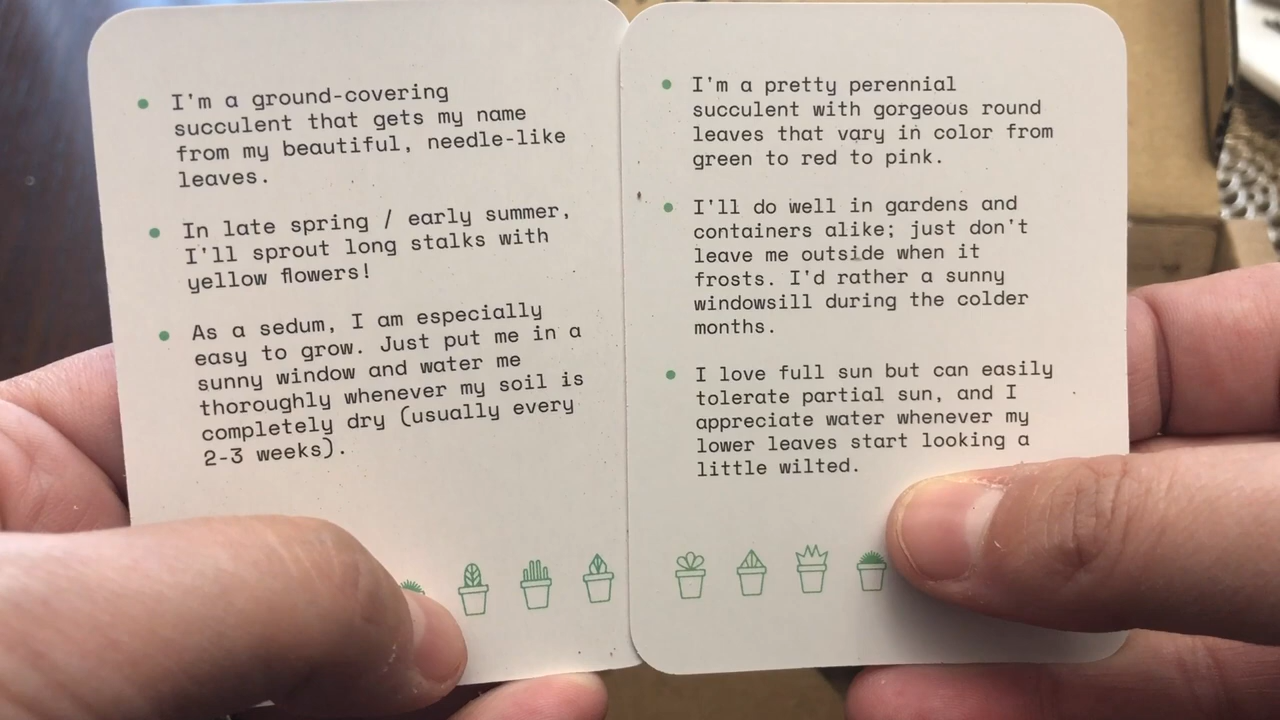 I'm a ground-covering
succulent that gets my name
from my beautiful, needle-like
leaves.
In late spring / early summer,
I'll sprout long stalks with
yellow flowers!
As a sedum, I am especially
easy to grow. Just put me in a
sunny window and water me
thoroughly whenever my soil is
completely dry (usually every
2-3 weeks).
I'm a pretty perennial
succulent with gorgeous round
leaves that vary in color from
green to red to pink.
I'll do well in gardens and
containers alike; just don't
leave me outside when it
frosts. I'd rather a sunny
windowsill during the colder
months.
I love full sun but can easily
tolerate partial sun, and I
appreciate water whenever my
lower leaves start looking a
little wilted.